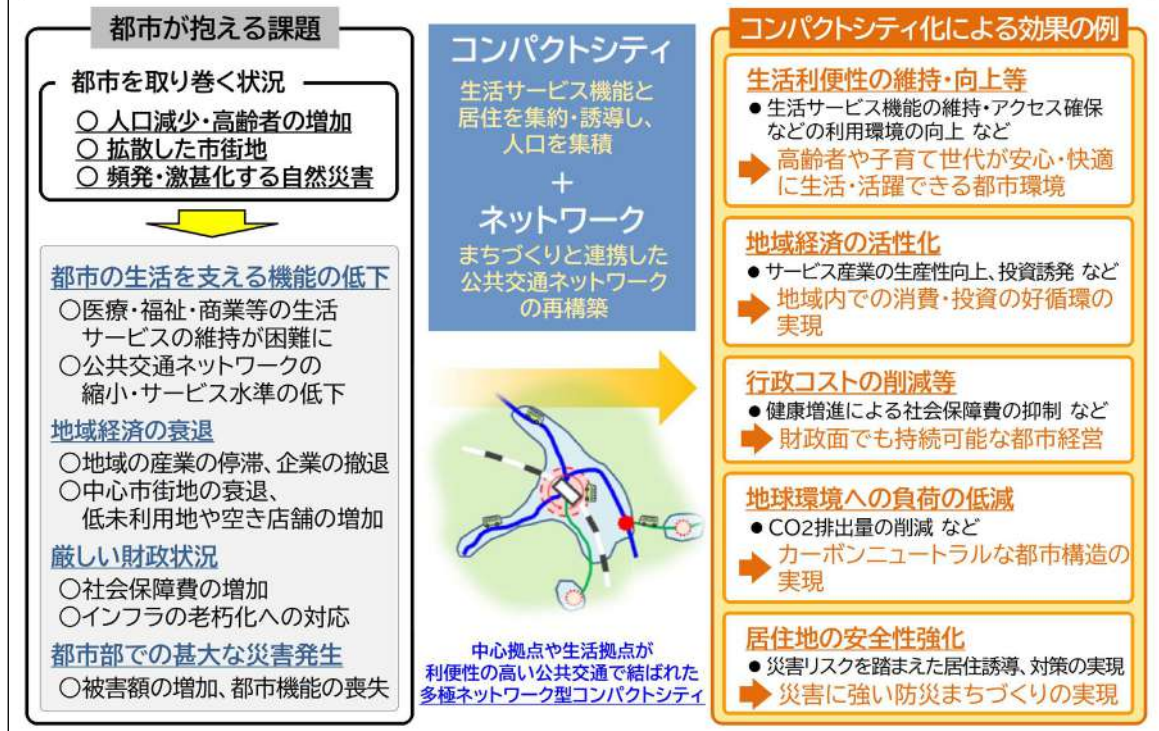 都市が抱える課題
都市を取り巻く状況
○ 人口減少・高齢者の増加
○ 拡散した市街地
○ 頻発・激甚化する自然災害
都市の生活を支える機能の低下
○医療・福祉・商業等の生活
サービスの維持が困難に
○公共交通ネットワークの
縮小・サービス水準の低下
地域経済の衰退
○地域の産業の停滞、企業の撤退
○中心市街地の衰退、
低未利用地や空き店舗の増加
厳しい財政状況
○社会保障費の増加
○インフラの老朽化への対応
都市部での甚大な災害発生
○被害額の増加、都市機能の喪失
コンパクトシティ
生活サービス機能と
居住を集約・誘導し、
人口を集積
+
ネットワーク
まちづくりと連携した
公共交通ネットワーク
の再構築
中心拠点や生活拠点が
利便性の高い公共交通で結ばれた
多極ネットワーク型コンパクトシティ
コンパクトシティ化による効果の例
生活利便性の維持・向上等
● 生活サービス機能の維持・アクセス確保
などの利用環境の向上 など
高齢者や子育て世代が安心・快適
に生活・活躍できる都市環境
地域経済の活性化
● サービス産業の生産性向上、投資誘発 など
地域内での消費・投資の好循環の
実現
行政コストの削減等
● 健康増進による社会保障費の抑制 など
財政面でも持続可能な都市経営
地球環境への負荷の低減
● CO2排出量の削減 など
カーボンニュートラルな都市構造の
実現
居住地の安全性強化
● 災害リスクを踏まえた居住誘導、対策の実現
災害に強い防災まちづくりの実現